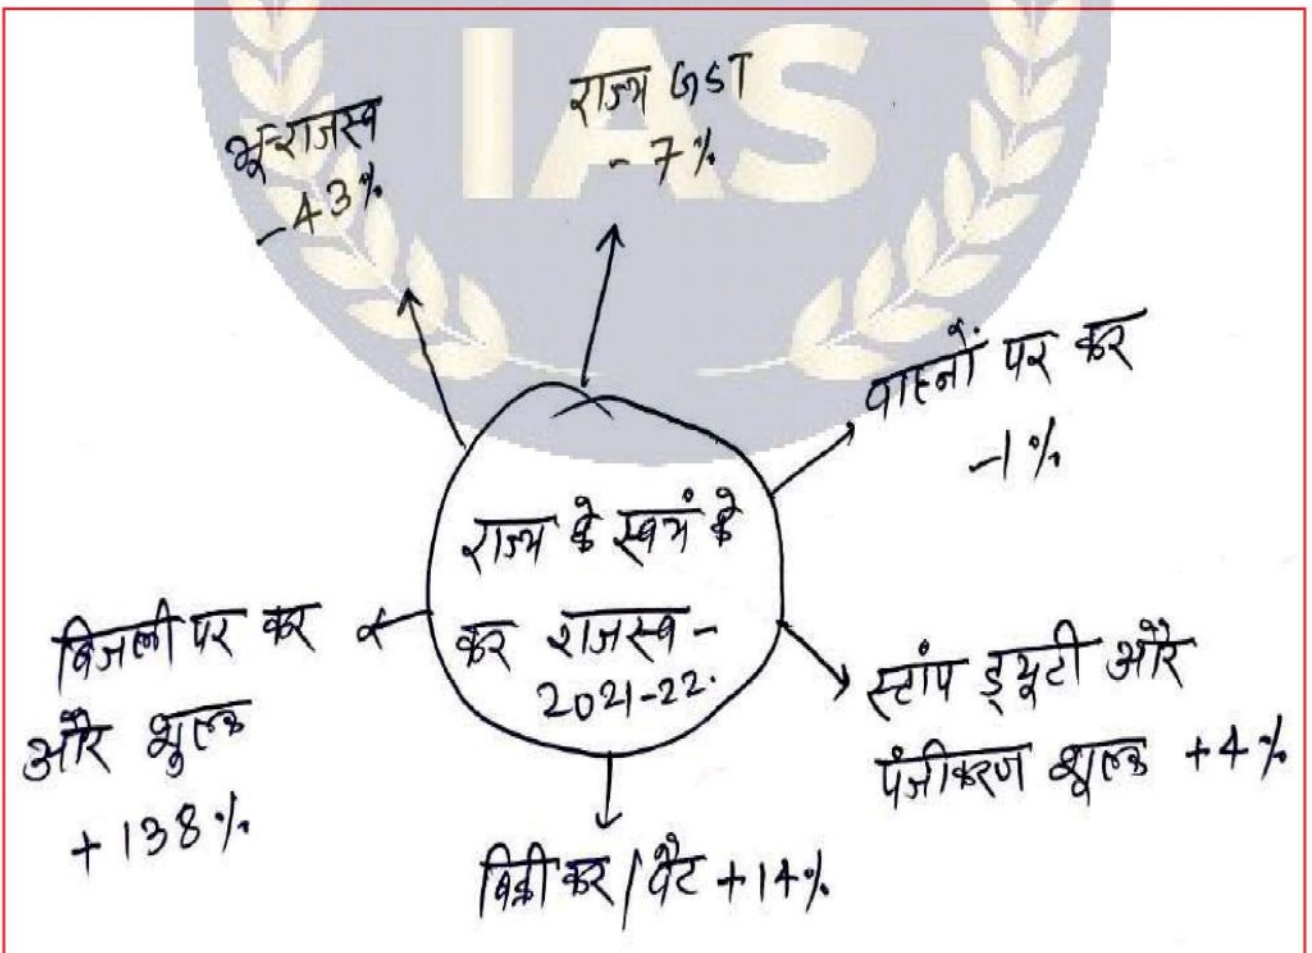 IAS
भू-राजस्व
-43%
राज्य GST
- 7%
वाहनों पर कर
-1%
राज्य के स्वयं के
कर राजस्व -
2021-22.
बिजली पर कर
और शुल्क
+138%
स्टांप ड्यूटी और
पंजीकरण शुल्क +4%
बिक्री कर / वैट +14%